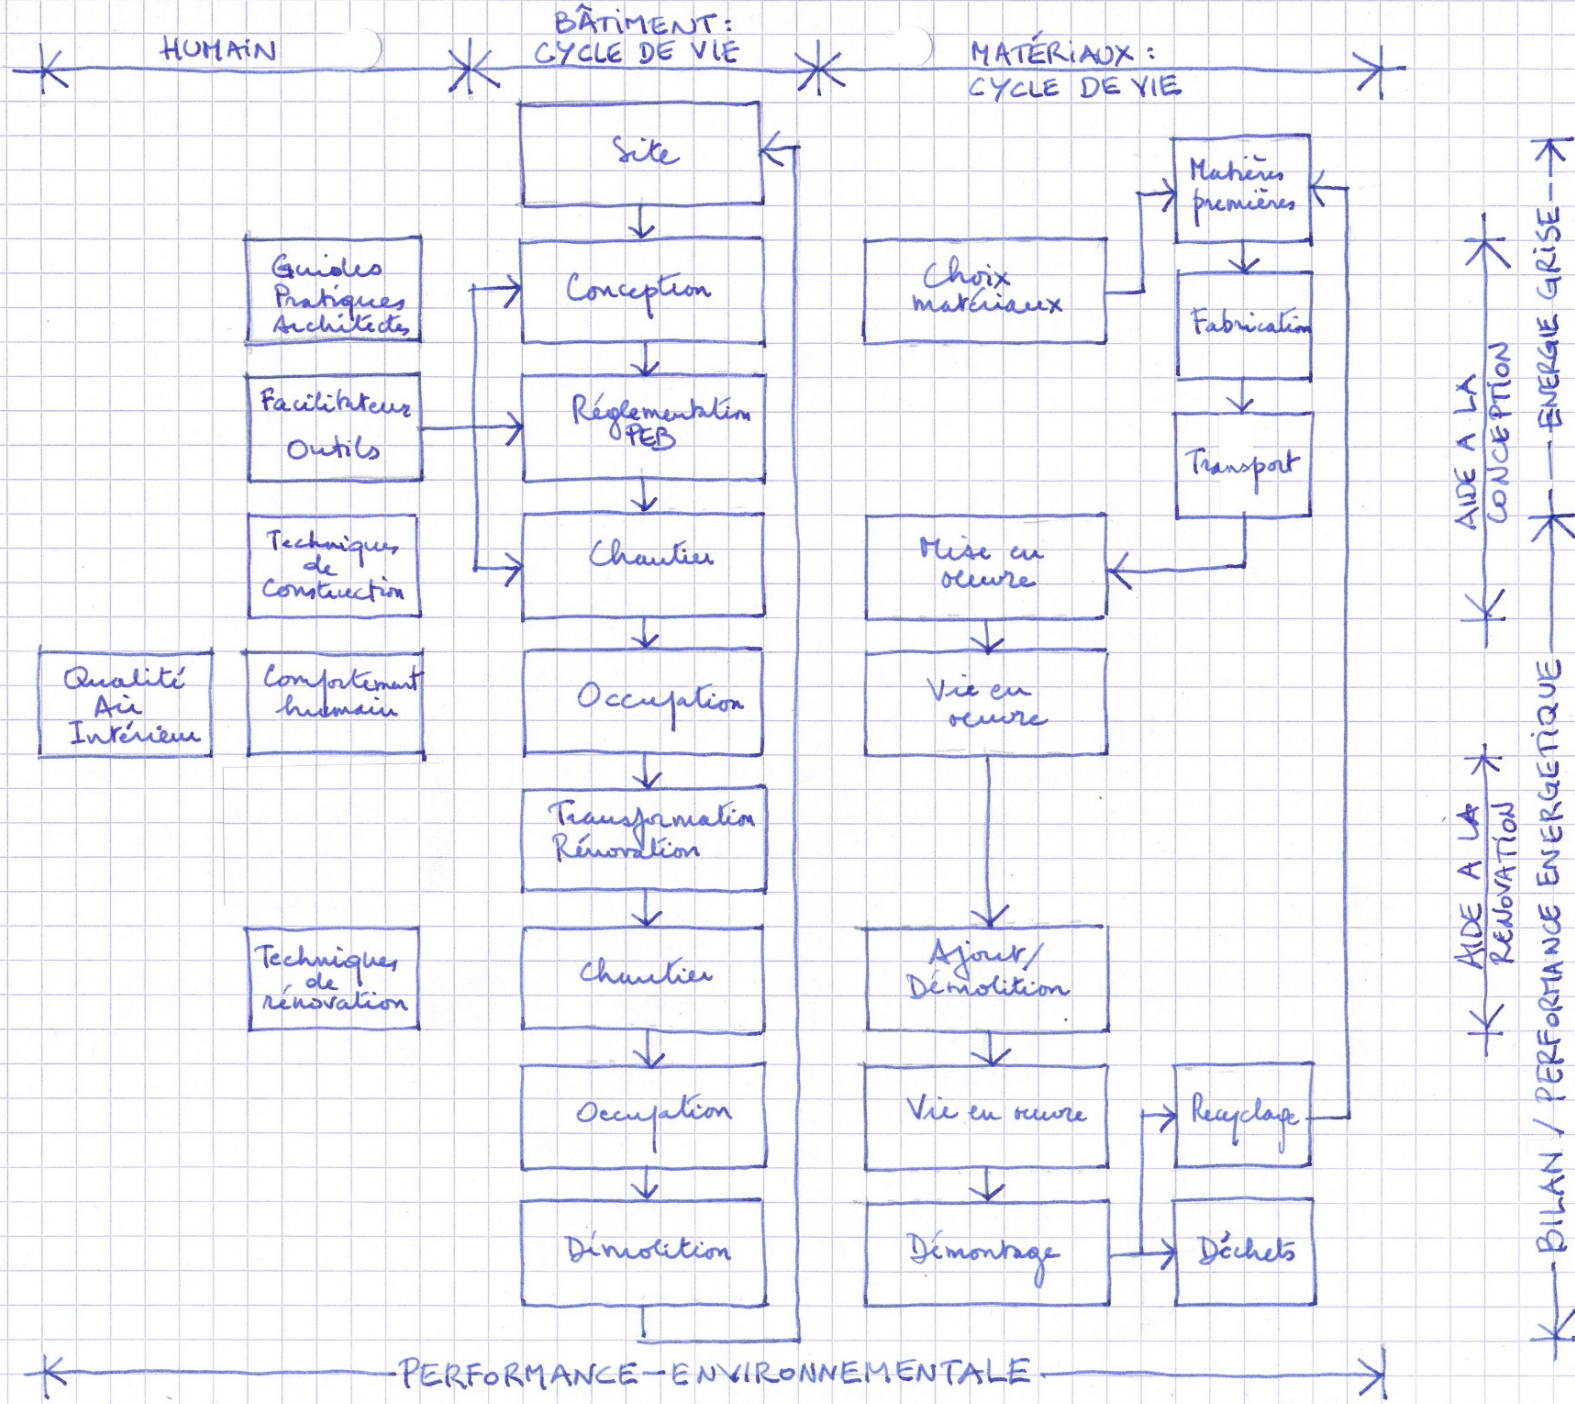 HUMAIN
BÂTIMENT:
CYCLE DE VIE
MATÉRIAUX:
CYCLE DE VIE
Site
Matières
premières
Guides
Pratiques
Architectes
Conception
Choix
matériaux
Fabrication
Facilitateur
Outils
Réglementation
PEB
Transport
Techniques
de
Construction
Chantier
Mise en
oeuvre
Qualité
Air
Intérieur
Comportement
humain
Occupation
Vie en
oeuvre
Transformation
Rénovation
Techniques
de
rénovation
Chantier
Ajout/
Démolition
Occupation
Vie en oeuvre
Recyclage
Démolition
Démontage
Déchets
AIDE A LA
CONCEPTION
ENERGIE GRISE
AIDE A LA
RENOVATION
BILAN / PERFORMANCE ENERGETIQUE
PERFORMANCE-ENVIRONNEMENTALE